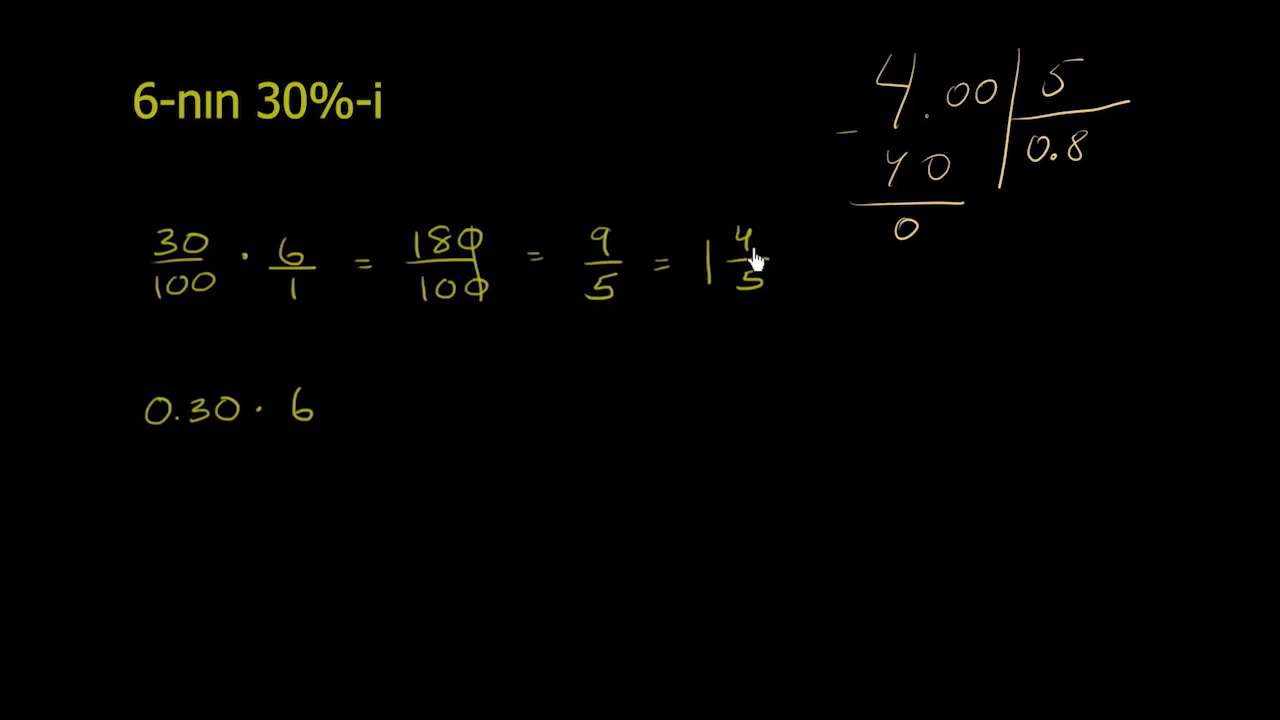 6-nın 30%-i
4.00 | 5
- 40 | 0.8
0
30/100 · 6/1 = 180/100 = 9/5 = 1 4/5
0.30 · 6